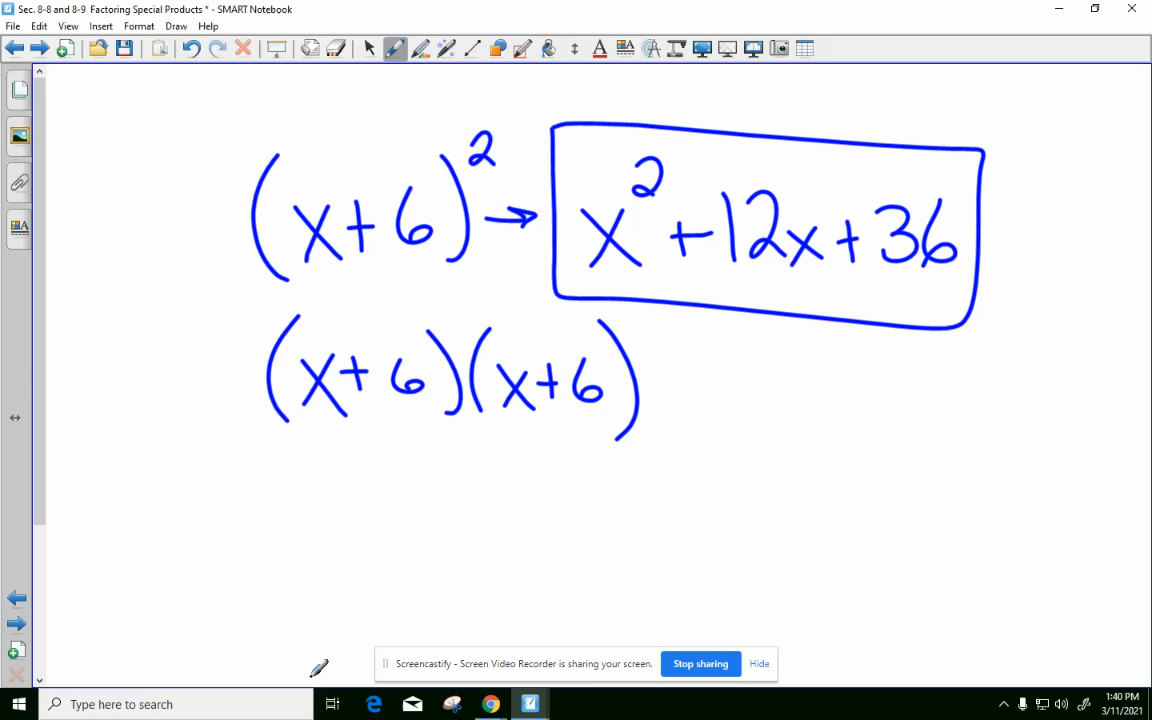 Sec. 8-8 and 8-9 Factoring Special Products * - SMART Notebook
File Edit View Insert Format Draw Help
(x+6)² → x² +12x+36
(x+6)(x+6)
Screencastify - Screen Video Recorder is sharing your screen. Stop sharing Hide
Type here to search
1:40 PM
3/11/2021